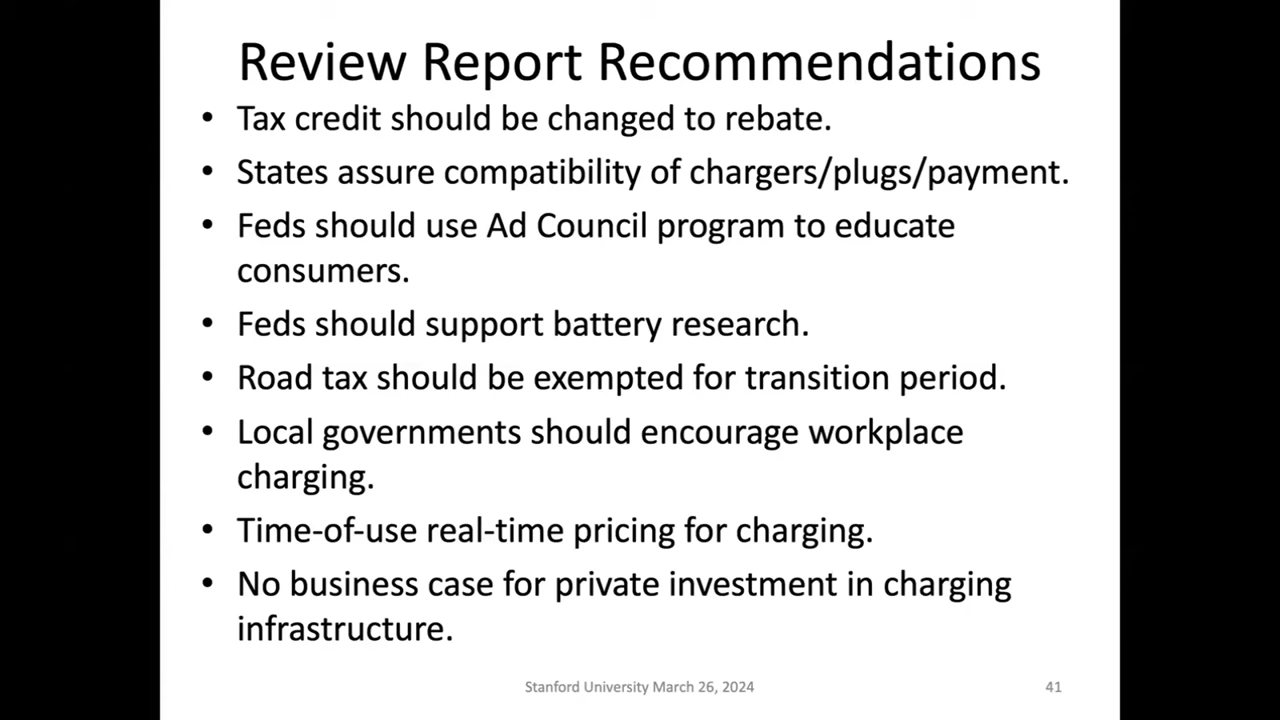 Review Report Recommendations
• Tax credit should be changed to rebate.
• States assure compatibility of chargers/plugs/payment.
• Feds should use Ad Council program to educate
consumers.
• Feds should support battery research.
• Road tax should be exempted for transition period.
• Local governments should encourage workplace
charging.
• Time-of-use real-time pricing for charging.
• No business case for private investment in charging
infrastructure.
Stanford University March 26, 2024
41